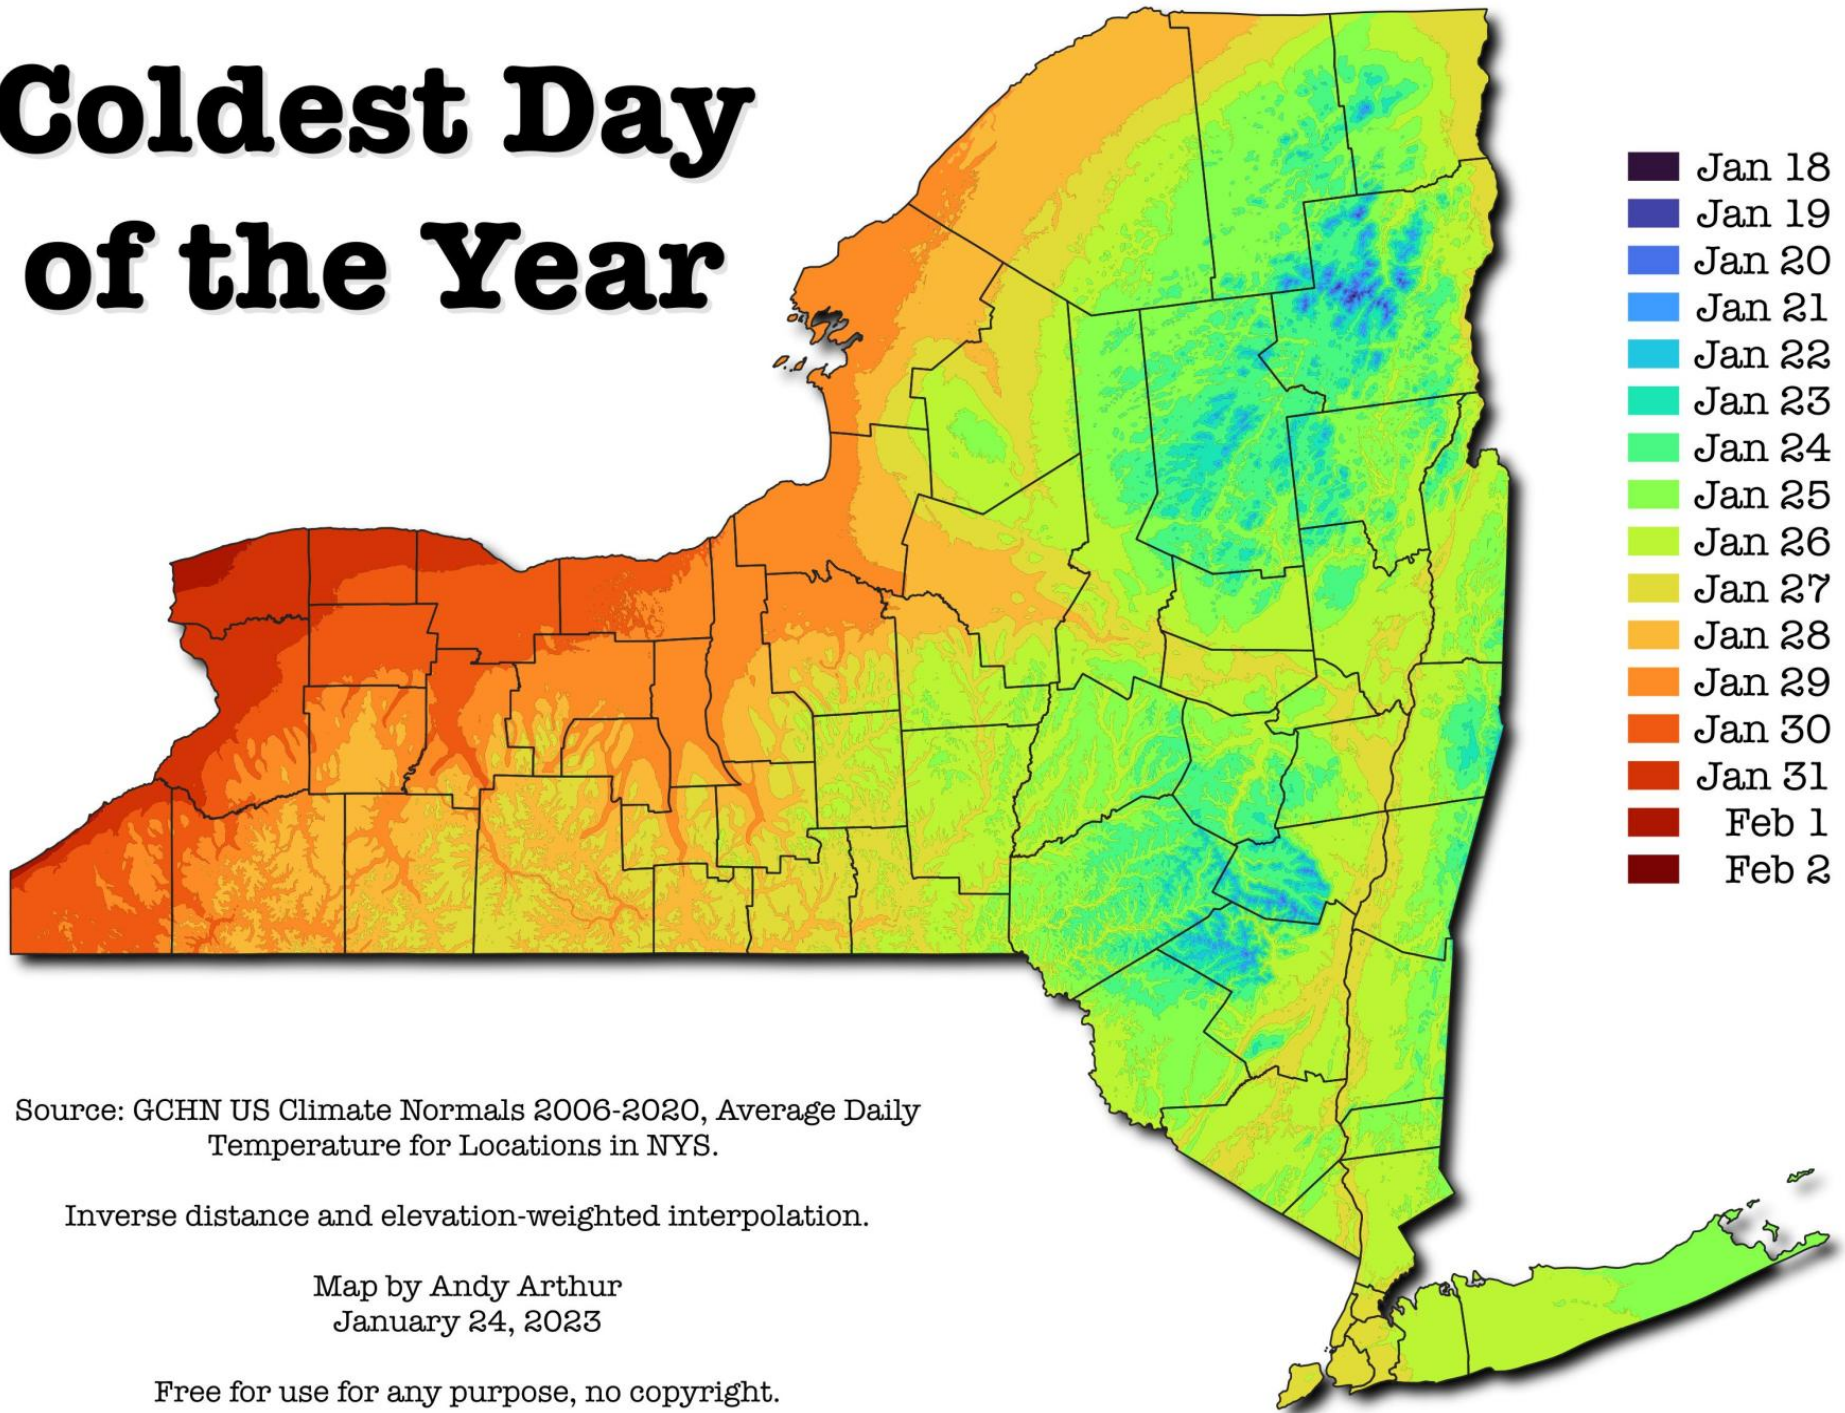 Coldest Day
of the Year
Jan 18
Jan 19
Jan 20
Jan 21
Jan 22
Jan 23
Jan 24
Jan 25
Jan 26
Jan 27
Jan 28
Jan 29
Jan 30
Jan 31
Feb 1
Feb 2
Source: GCHN US Climate Normals 2006-2020, Average Daily
Temperature for Locations in NYS.
Inverse distance and elevation-weighted interpolation.
Map by Andy Arthur
January 24, 2023
Free for use for any purpose, no copyright.